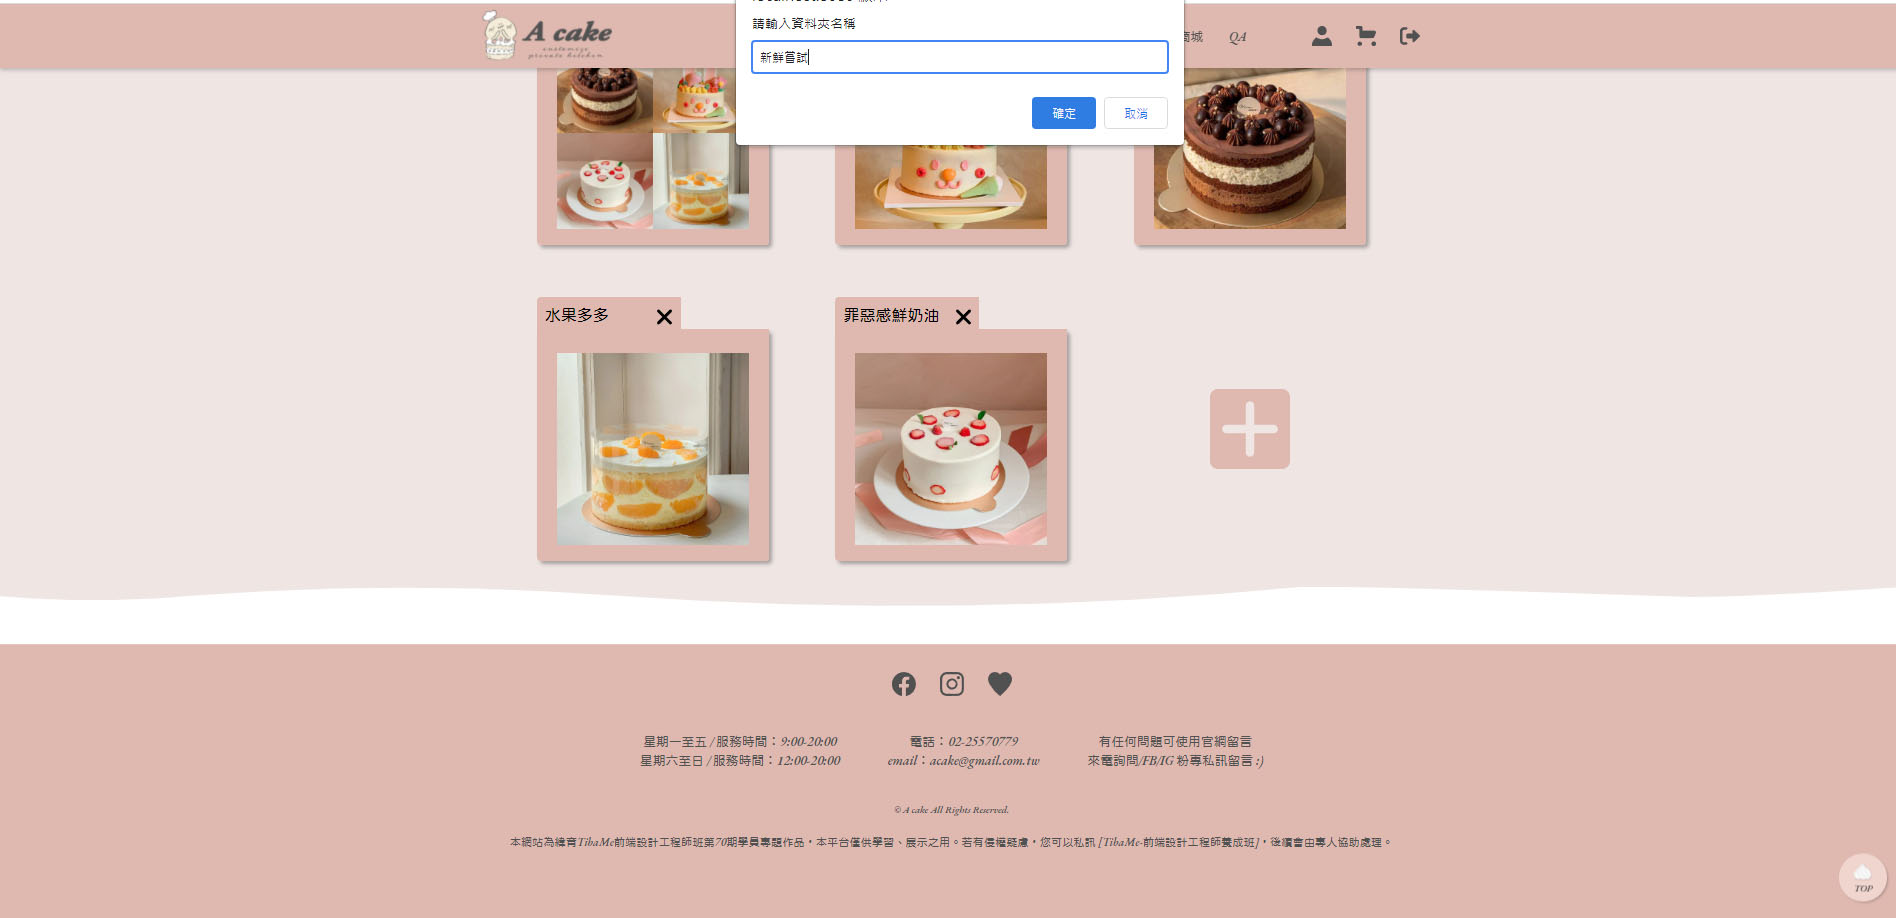 請輸入資料夾名稱
新鮮嘗試
確定
取消
A cake
customize
private kitchen
商城
QA
水果多多
罪惡感鮮奶油
星期一至五 / 服務時間：9:00-20:00
星期六至日 / 服務時間：12:00-20:00
電話：02-25570779
email：acake@gmail.com.tw
有任何問題可使用官網留言
來電詢問/FB/IG 粉專私訊留言 :)
© A cake All Rights Reserved.
本網站為緯育TibaMe前端設計工程師班第70期學員專題作品，本平台僅供學習、展示之用。若有侵權疑慮，您可以私訊 [TibaMe-前端設計工程師養成班]，後續會由專人協助處理。
TOP